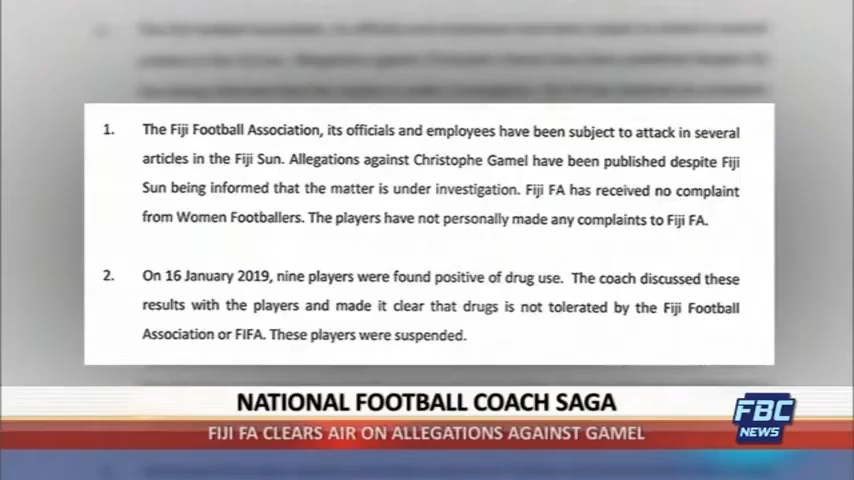 1. The Fiji Football Association, its officials and employees have been subject to attack in several
articles in the Fiji Sun. Allegations against Christophe Gamel have been published despite Fiji
Sun being informed that the matter is under investigation. Fiji FA has received no complaint
from Women Footballers. The players have not personally made any complaints to Fiji FA.
2. On 16 January 2019, nine players were found positive of drug use. The coach discussed these
results with the players and made it clear that drugs is not tolerated by the Fiji Football
Association or FIFA. These players were suspended.
NATIONAL FOOTBALL COACH SAGA
FIJI FA CLEARS AIR ON ALLEGATIONS AGAINST GAMEL
FBC
NEWS